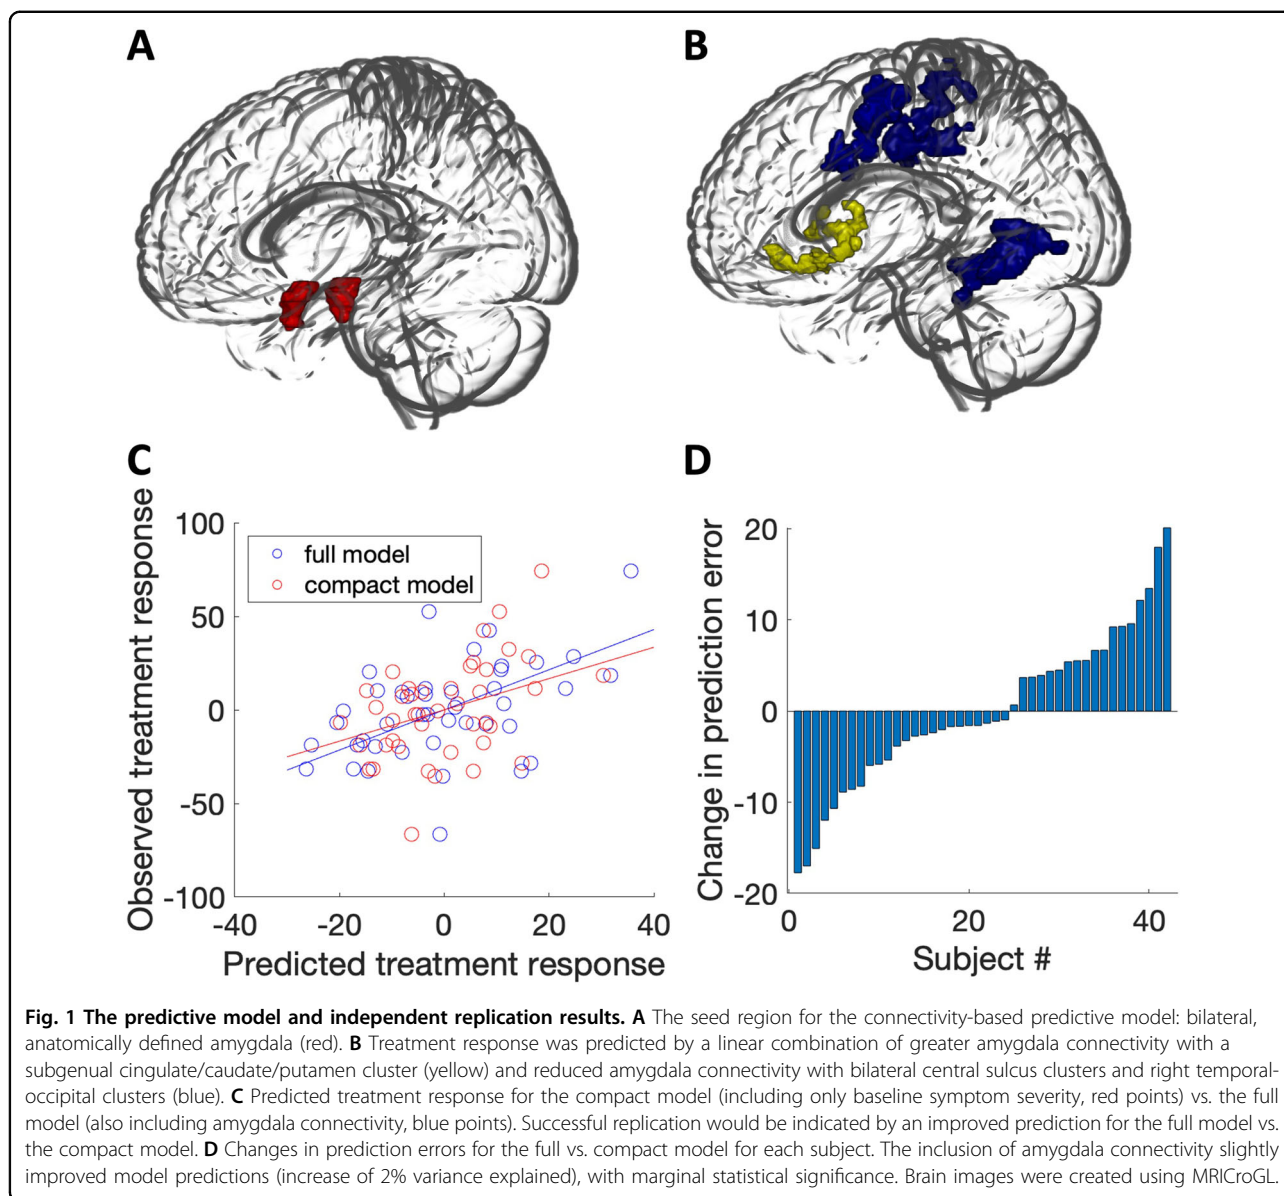 A
B
C
Observed treatment response
100
50
0
-50
-100
full model
compact model
-40
-20
0
20
40
Predicted treatment response
D
Change in prediction error
20
10
0
-10
-20
0
20
40
Subject #
Fig. 1 The predictive model and independent replication results. A The seed region for the connectivity-based predictive model: bilateral,
anatomically defined amygdala (red). B Treatment response was predicted by a linear combination of greater amygdala connectivity with a
subgenual cingulate/caudate/putamen cluster (yellow) and reduced amygdala connectivity with bilateral central sulcus clusters and right temporal-
occipital clusters (blue). C Predicted treatment response for the compact model (including only baseline symptom severity, red points) vs. the full
model (also including amygdala connectivity, blue points). Successful replication would be indicated by an improved prediction for the full model vs.
the compact model. D Changes in prediction errors for the full vs. compact model for each subject. The inclusion of amygdala connectivity slightly
improved model predictions (increase of 2% variance explained), with marginal statistical significance. Brain images were created using MRICroGL.